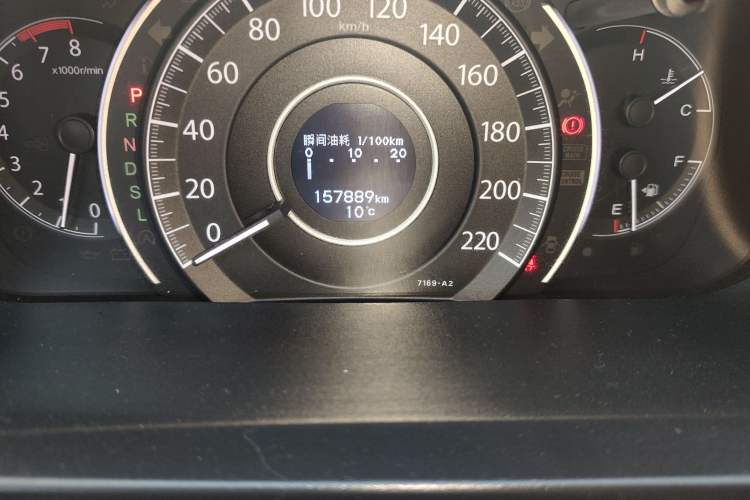 100
120
km/h
80
140
60
160
40
180
20
200
0
220
8
7
6
5
4
3
2
1
0
x1000r/min
P
R
N
D
S
L
瞬间油耗 l/100km
0 . 10 . 20
157889km
10°C
7169-A2
H
C
F
E